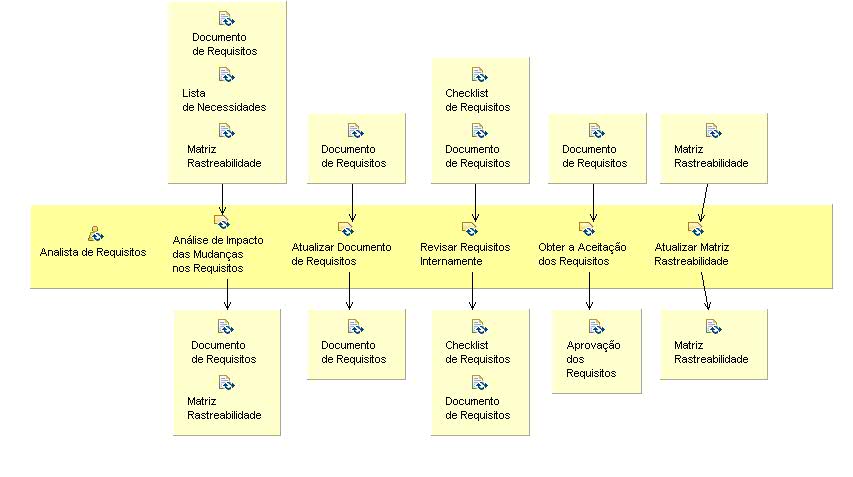 Documento
de Requisitos
Lista
de Necessidades
Matriz
Rastreabilidade
Documento
de Requisitos
Checklist
de Requisitos
Documento
de Requisitos
Documento
de Requisitos
Matriz
Rastreabilidade
Analista de Requisitos
Análise de Impacto
das Mudanças
nos Requisitos
Atualizar Documento
de Requisitos
Revisar Requisitos
Internamente
Obter a Aceitação
dos Requisitos
Atualizar Matriz
Rastreabilidade
Documento
de Requisitos
Matriz
Rastreabilidade
Documento
de Requisitos
Checklist
de Requisitos
Documento
de Requisitos
Aprovação
dos
Requisitos
Matriz
Rastreabilidade